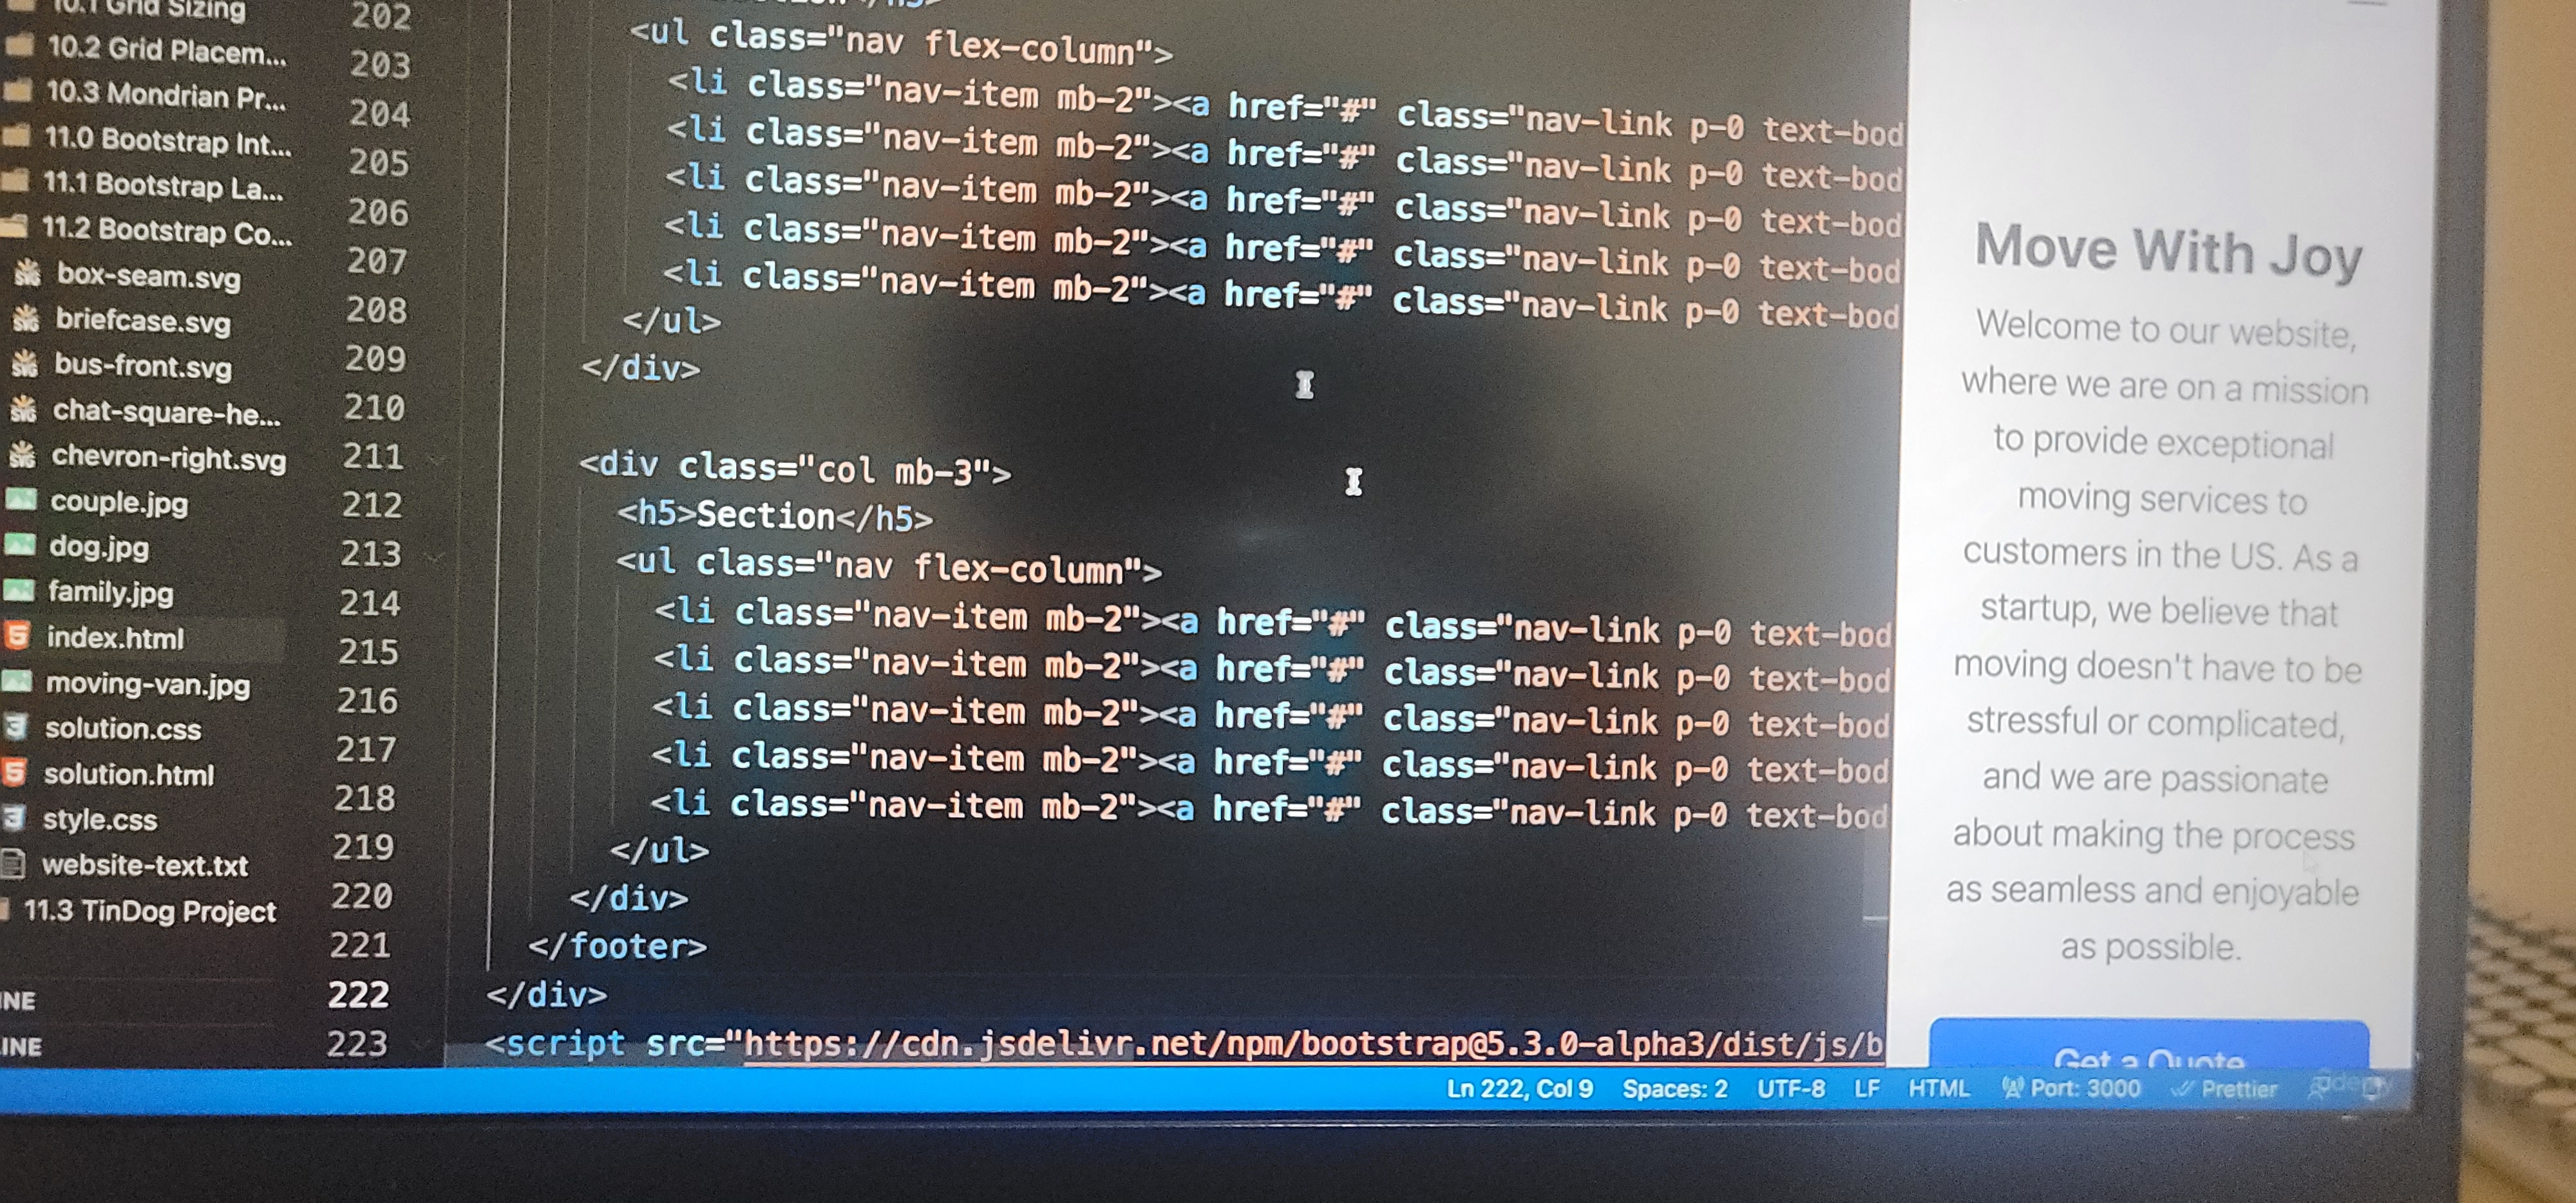 10.1 Grid Sizing
10.2 Grid Placem...
10.3 Mondrian Pr...
11.0 Bootstrap Int...
11.1 Bootstrap La...
11.2 Bootstrap Co...
box-seam.svg
briefcase.svg
bus-front.svg
chat-square-he...
chevron-right.svg
couple.jpg
dog.jpg
family.jpg
index.html
moving-van.jpg
solution.css
solution.html
style.css
website-text.txt
11.3 TinDog Project
INE
INE
202 <ul class="nav flex-column">
203 <li class="nav-item mb-2"><a href="#" class="nav-link p-0 text-bod
204 <li class="nav-item mb-2"><a href="#" class="nav-link p-0 text-bod
205 <li class="nav-item mb-2"><a href="#" class="nav-link p-0 text-bod
206 <li class="nav-item mb-2"><a href="#" class="nav-link p-0 text-bod
207 <li class="nav-item mb-2"><a href="#" class="nav-link p-0 text-bod
208 </ul>
209 </div>
210
211 <div class="col mb-3">
212 <h5>Section</h5>
213 <ul class="nav flex-column">
214 <li class="nav-item mb-2"><a href="#" class="nav-link p-0 text-bod
215 <li class="nav-item mb-2"><a href="#" class="nav-link p-0 text-bod
216 <li class="nav-item mb-2"><a href="#" class="nav-link p-0 text-bod
217 <li class="nav-item mb-2"><a href="#" class="nav-link p-0 text-bod
218 <li class="nav-item mb-2"><a href="#" class="nav-link p-0 text-bod
219 </ul>
220 </div>
221 </footer>
222 </div>
223 <script src="https://cdn.jsdelivr.net/npm/bootstrap@5.3.0-alpha3/dist/js/b
Move With Joy
Welcome to our website,
where we are on a mission
to provide exceptional
moving services to
customers in the US. As a
startup, we believe that
moving doesn't have to be
stressful or complicated,
and we are passionate
about making the process
as seamless and enjoyable
as possible.
Get a Quote
Ln 222, Col 9 Spaces: 2 UTF-8 LF HTML Port: 3000 Prettier